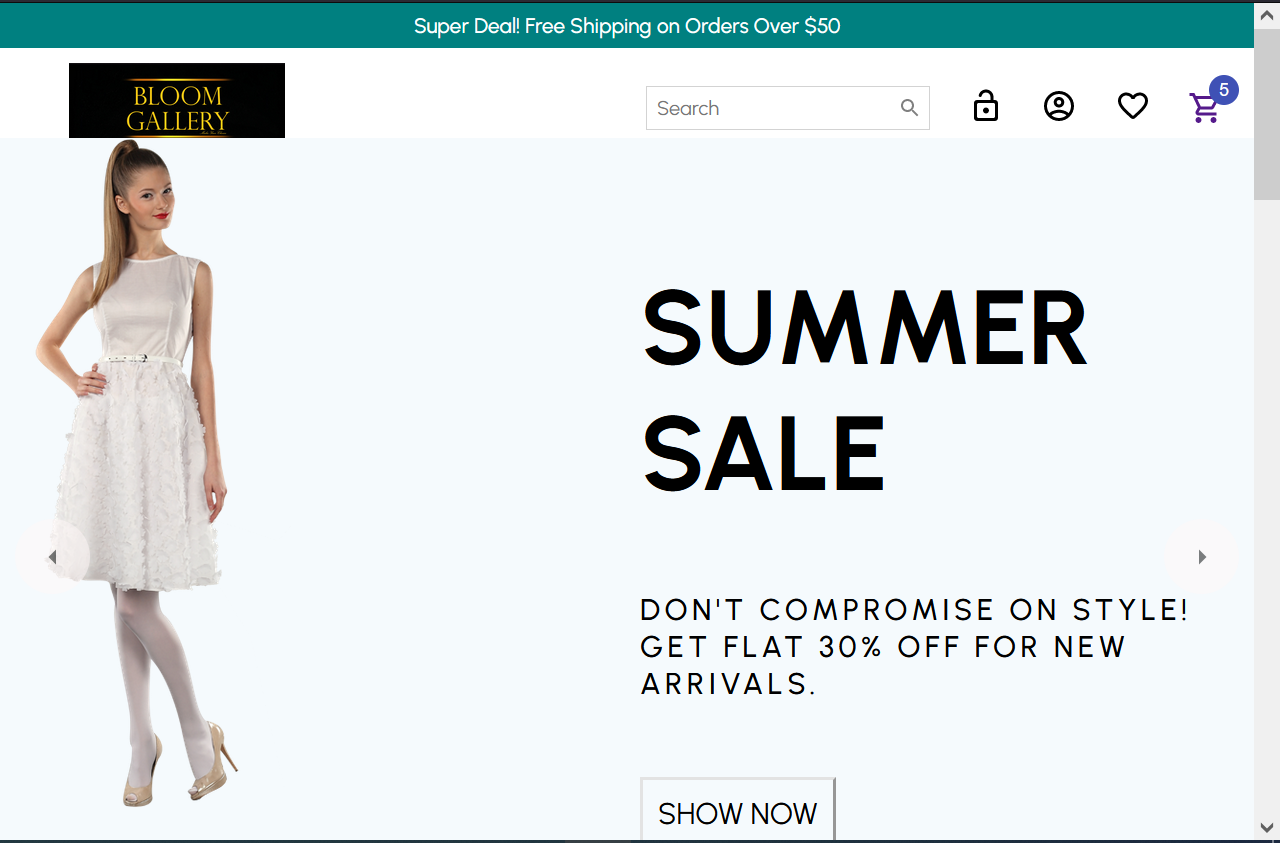 Super Deal! Free Shipping on Orders Over $50
BLOOM
GALLERY
Search
5
SUMMER
SALE
DON'T COMPROMISE ON STYLE!
GET FLAT 30% OFF FOR NEW
ARRIVALS.
SHOW NOW